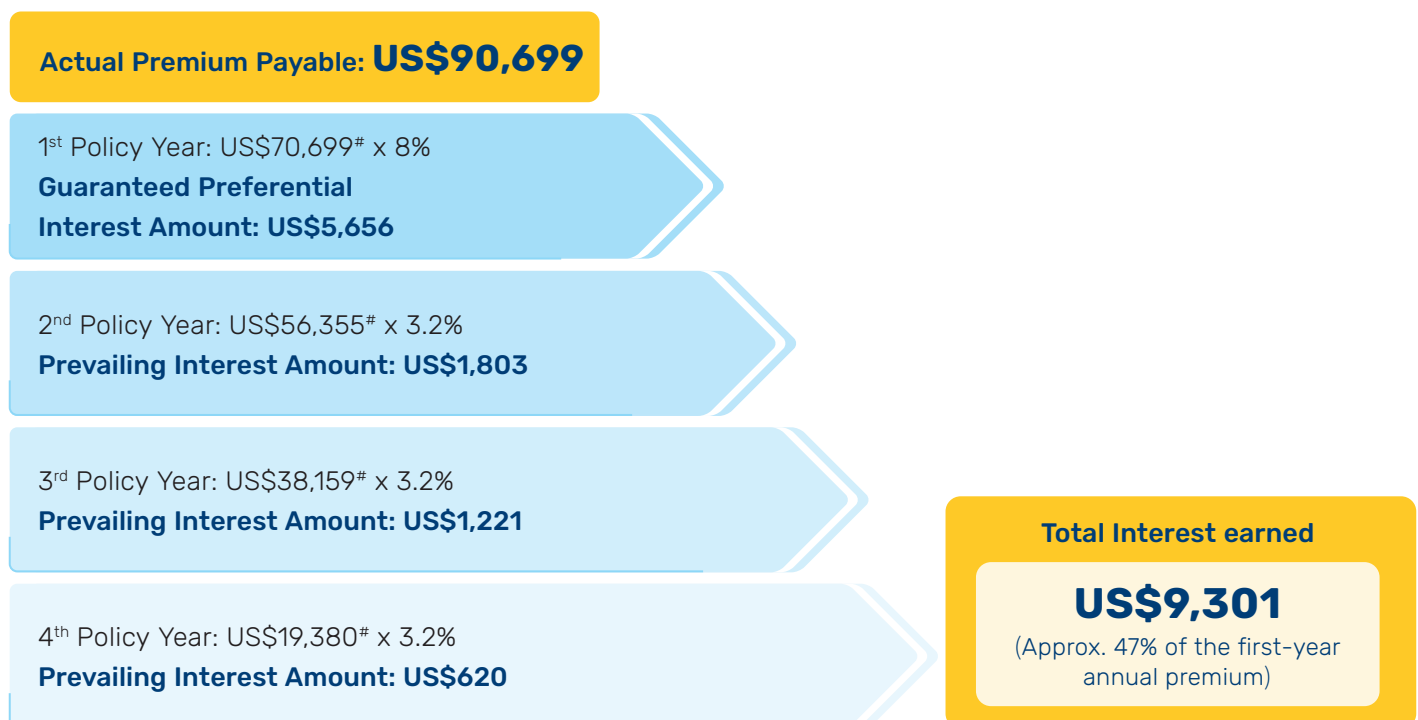 Actual Premium Payable: US$90,699
1st Policy Year: US$70,699# x 8%
Guaranteed Preferential
Interest Amount: US$5,656
2nd Policy Year: US$56,355# x 3.2%
Prevailing Interest Amount: US$1,803
3rd Policy Year: US$38,159# x 3.2%
Prevailing Interest Amount: US$1,221
4th Policy Year: US$19,380# x 3.2%
Prevailing Interest Amount: US$620
Total Interest earned
US$9,301
(Approx. 47% of the first-year
annual premium)